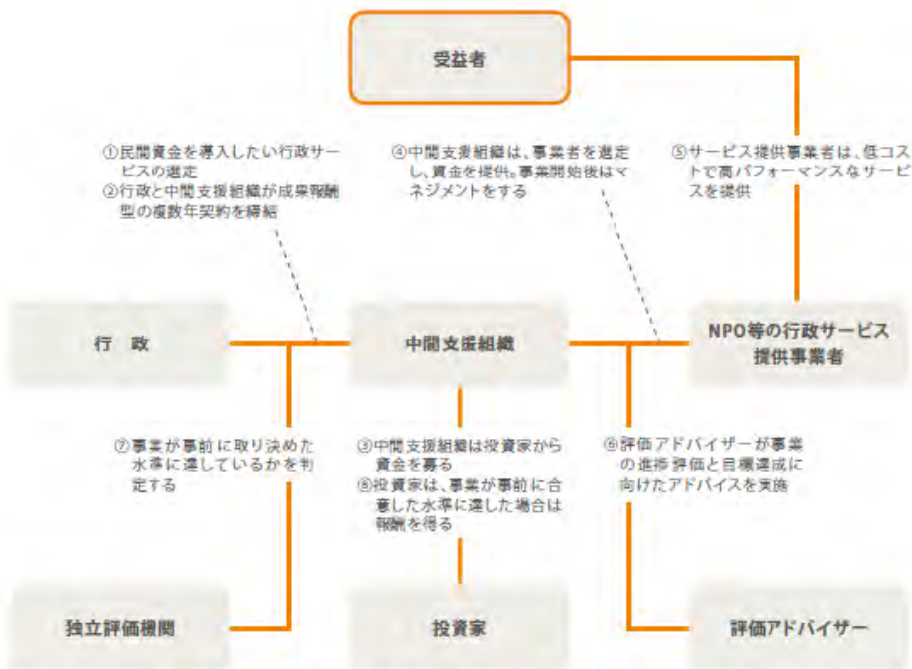 受益者
①民間資金を導入したい行政サー
ビスの選定
②行政と中間支援組織が成果報酬
型の複数年契約を締結
④中間支援組織は、事業者を選定
し、資金を提供。事業開始後はマ
ネジメントをする
⑤サービス提供事業者は、低コス
トで高パフォーマンスなサービ
スを提供
行 政
中間支援組織
NPO等の行政サービス
提供事業者
⑦事業が事前に取り決めた
水準に達しているかを判
定する
③中間支援組織は投資家から
資金を募る
⑧投資家は、事業が事前に合
意した水準に達した場合は
報酬を得る
⑥評価アドバイザーが事業
の進捗評価と目標達成に
向けたアドバイスを実施
独立評価機関
投資家
評価アドバイザー